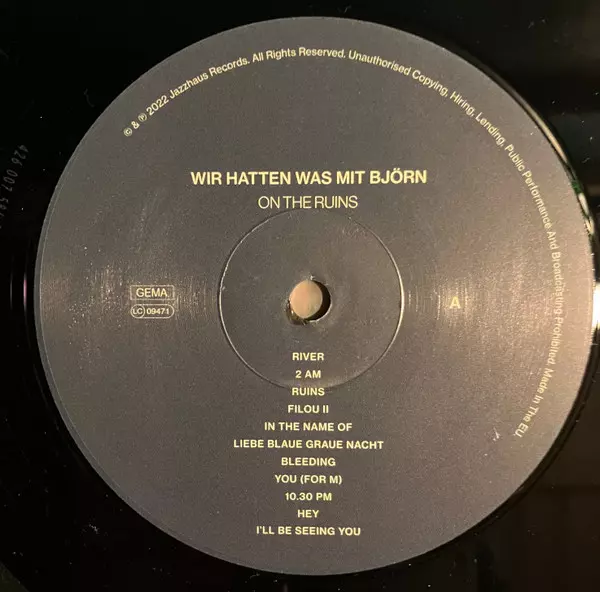 © & ℗ 2022 Jazzhaus Records. All Rights Reserved. Unauthorised Copying, Hiring, Lending, Public Performance And Broadcasting Prohibited. Made In The EU.
WIR HATTEN WAS MIT BJÖRN
ON THE RUINS
GEMA
LC 09471
A
RIVER
2 AM
RUINS
FILOU II
IN THE NAME OF
LIEBE BLAUE GRAUE NACHT
BLEEDING
YOU (FOR M)
10.30 PM
HEY
I'LL BE SEEING YOU